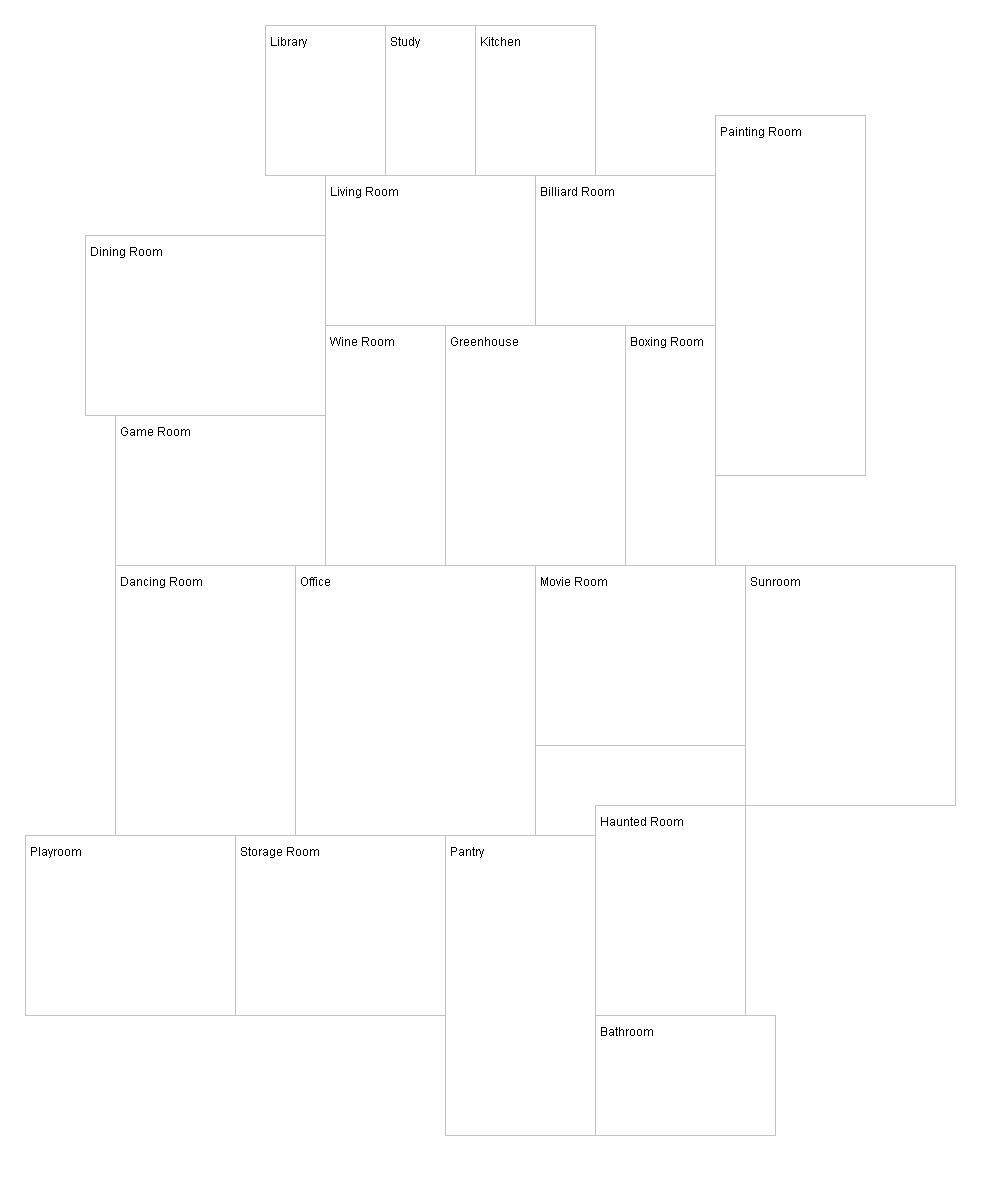 Library
Study
Kitchen
Painting Room
Living Room
Billiard Room
Dining Room
Wine Room
Greenhouse
Boxing Room
Game Room
Dancing Room
Office
Movie Room
Sunroom
Haunted Room
Playroom
Storage Room
Pantry
Bathroom